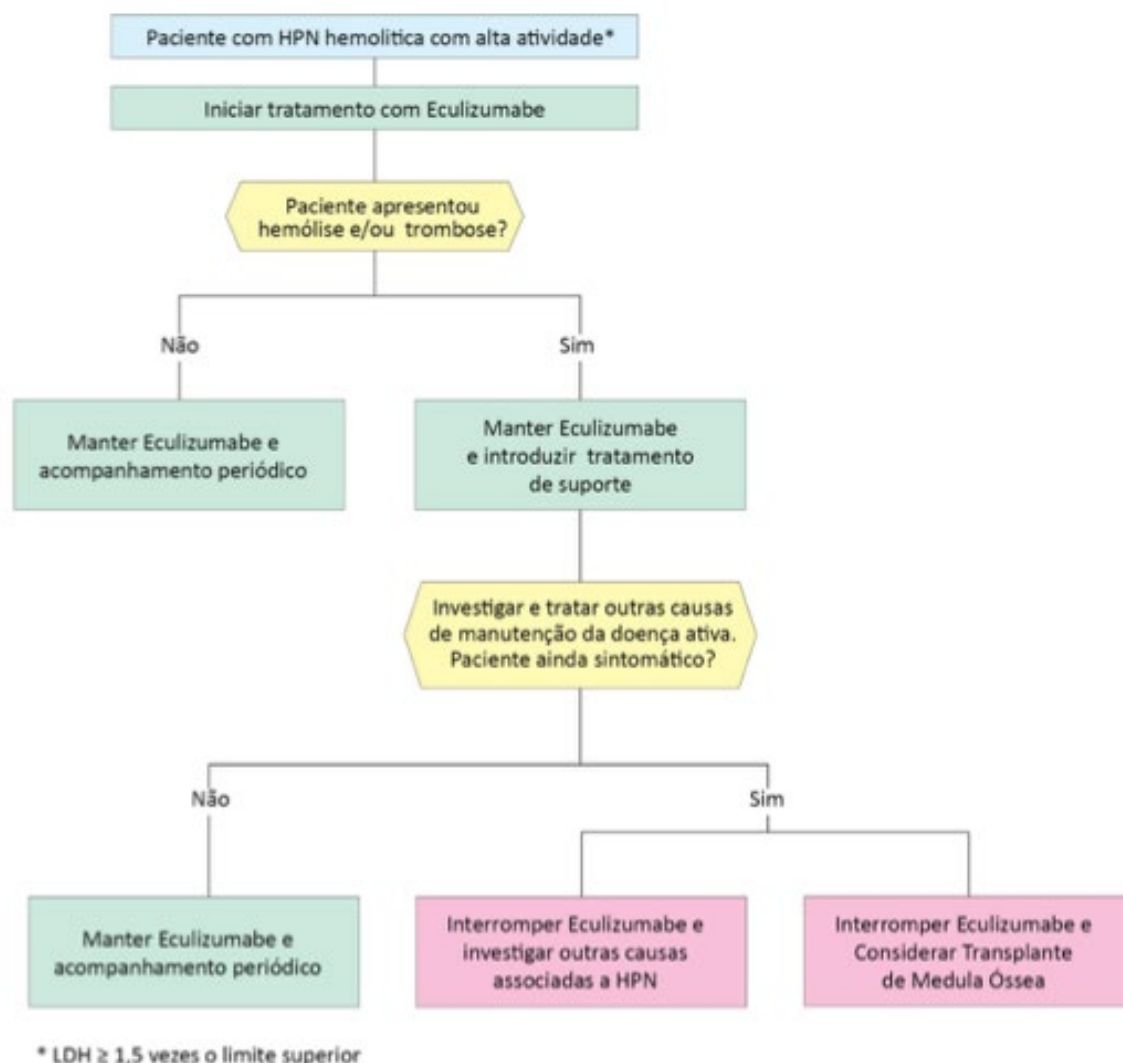 Paciente com HPN hemolítica com alta atividade*
Iniciar tratamento com Eculizumabe
Paciente apresentou
hemólise e/ou trombose?
Não
Sim
Manter Eculizumabe e
acompanhamento periódico
Manter Eculizumabe
e introduzir tratamento
de suporte
Investigar e tratar outras causas
de manutenção da doença ativa.
Paciente ainda sintomático?
Não
Sim
Manter Eculizumabe e
acompanhamento periódico
Interromper Eculizumabe e
investigar outras causas
associadas a HPN
Interromper Eculizumabe e
Considerar Transplante
de Medula Óssea
* LDH ≥ 1,5 vezes o limite superior